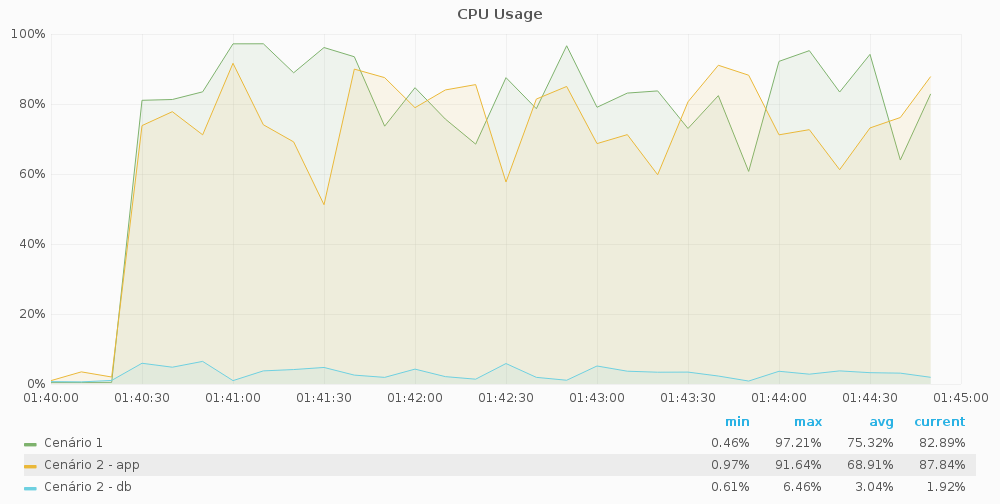 CPU Usage
100%
80%
60%
40%
20%
0%
01:40:00 01:40:30 01:41:00 01:41:30 01:42:00 01:42:30 01:43:00 01:43:30 01:44:00 01:44:30 01:45:00
min max avg current
Cenário 1 0.46% 97.21% 75.32% 82.89%
Cenário 2 - app 0.97% 91.64% 68.91% 87.84%
Cenário 2 - db 0.61% 6.46% 3.04% 1.92%